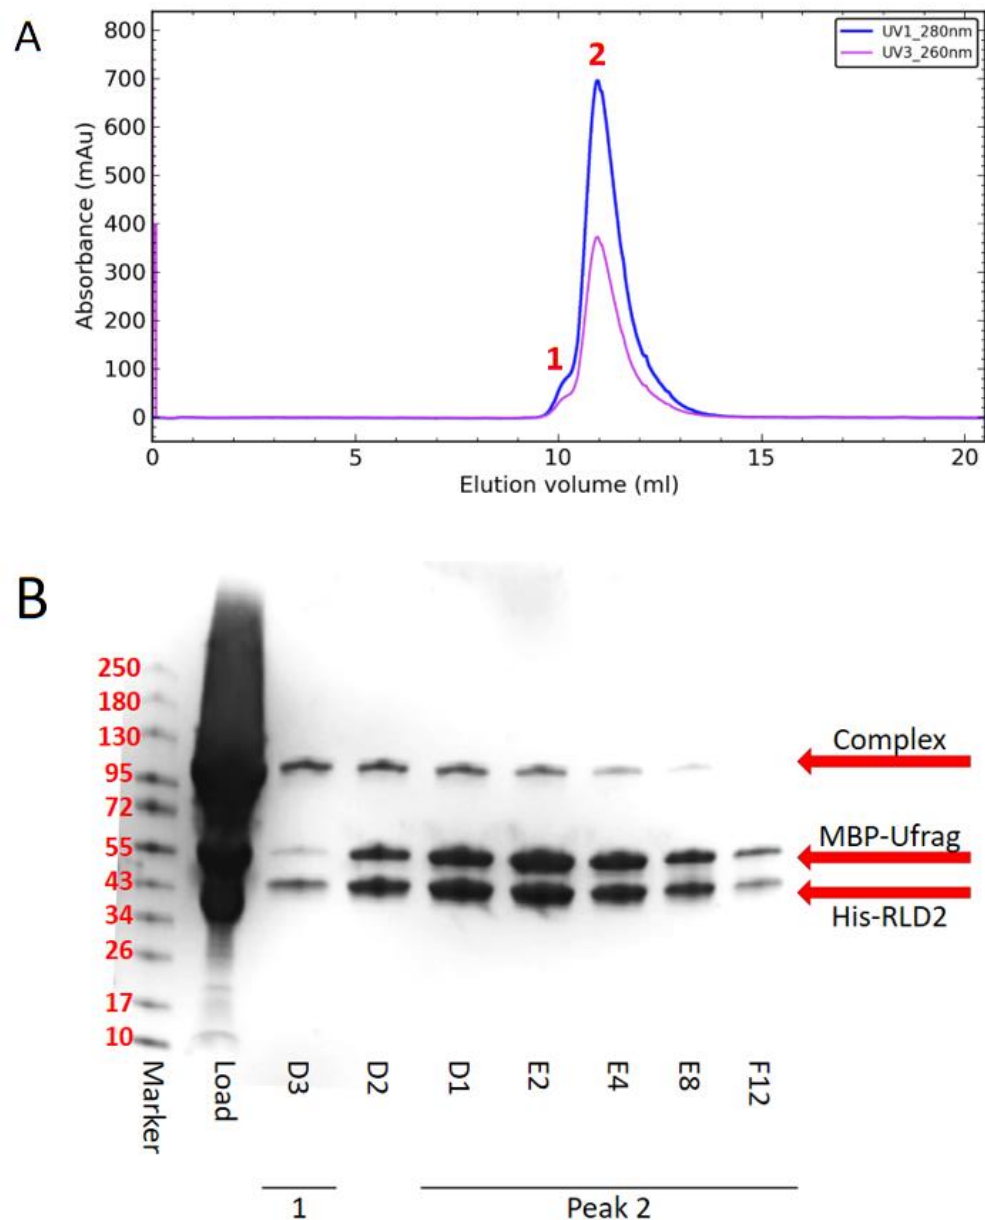 A
800
700
600
500
400
300
200
100
0
Absorbance (mAu)
UV1_280nm
UV3_260nm
1
2
0 5 10 15 20
Elution volume (ml)
B
250
180
130
95
72
55
43
34
26
17
10
Complex
MBP-Ufrag
His-RLD2
Marker Load D3 D2 D1 E2 E4 E8 F12
1 Peak 2